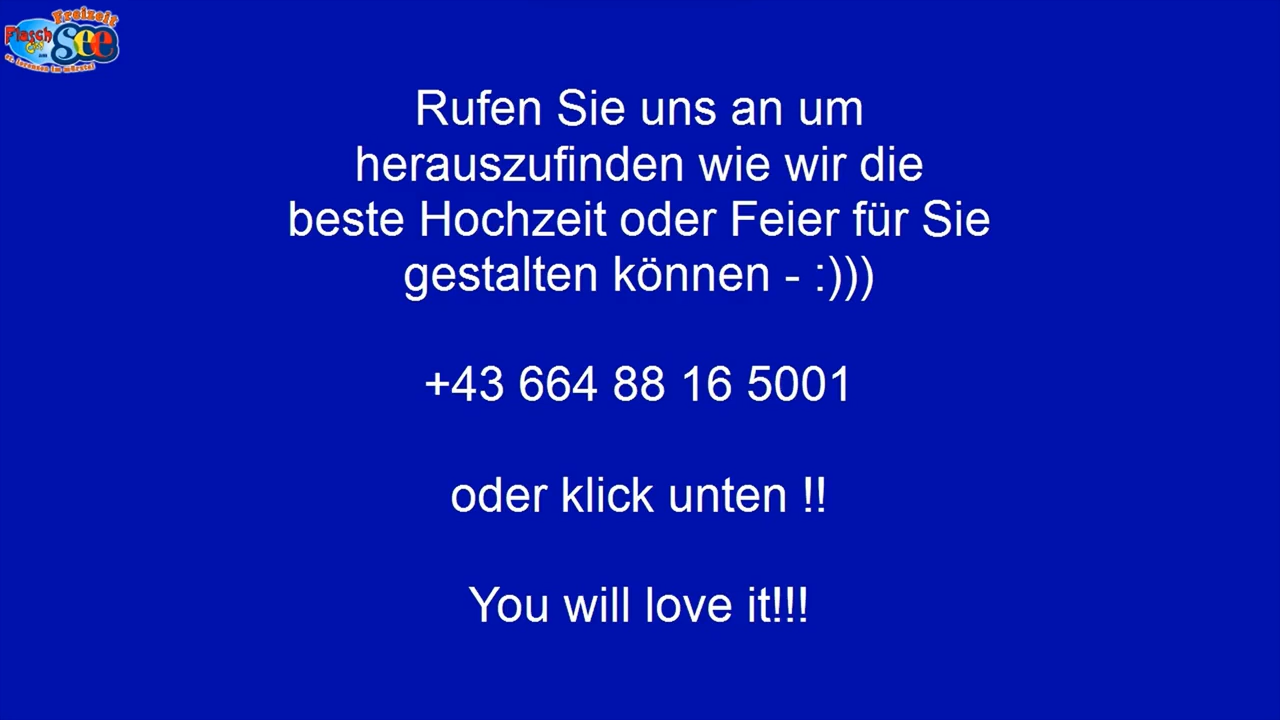 Freizeit
See
Rufen Sie uns an um
herauszufinden wie wir die
beste Hochzeit oder Feier für Sie
gestalten können - :)))
+43 664 88 16 5001
oder klick unten !!
You will love it!!!